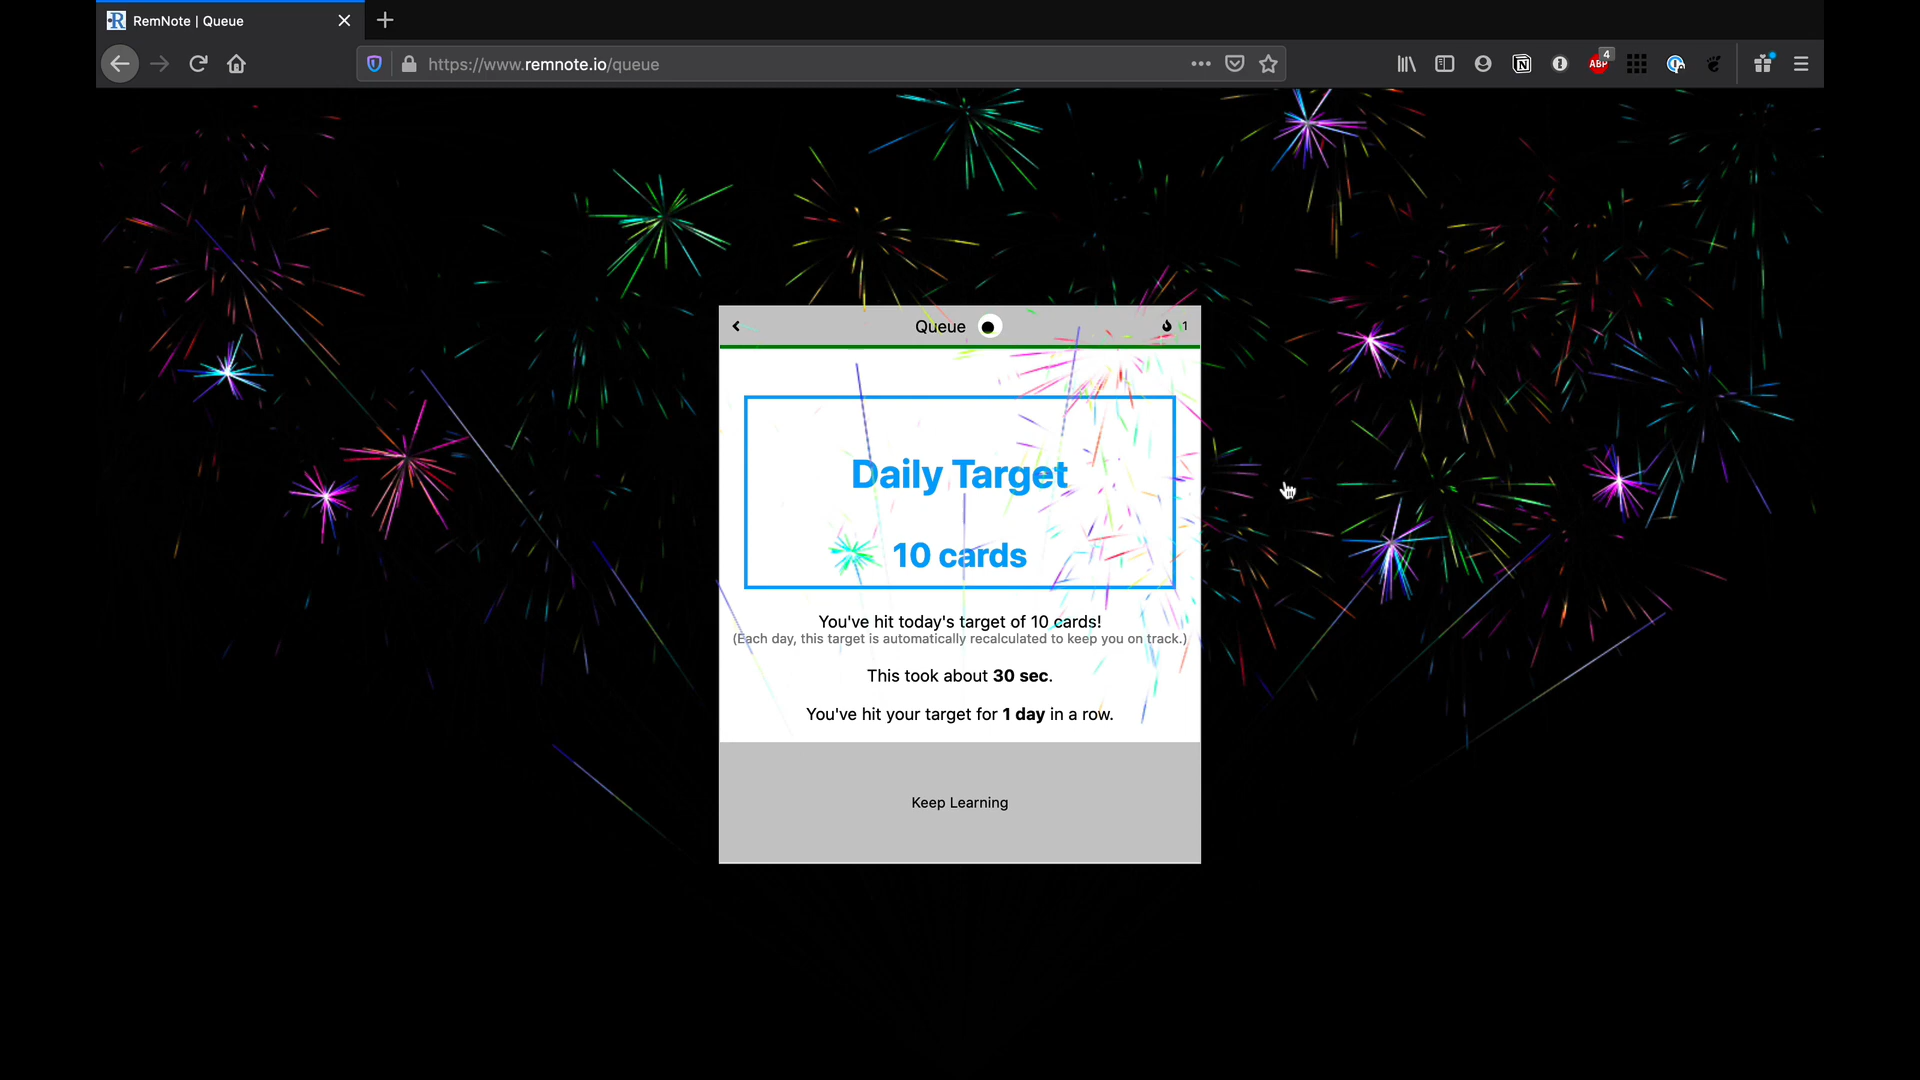 RemNote | Queue
https://www.remnote.io/queue
4
ABP
Queue
1
Daily Target
10 cards
You've hit today's target of 10 cards!
(Each day, this target is automatically recalculated to keep you on track.)
This took about 30 sec.
You've hit your target for 1 day in a row.
Keep Learning